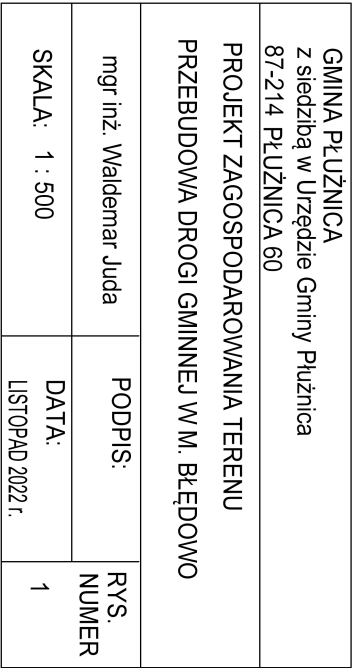 GMINA PŁUŻNICA
z siedzibą w Urzędzie Gminy Płużnica
87-214 PŁUŻNICA 60
PROJEKT ZAGOSPODAROWANIA TERENU
PRZEBUDOWA DROGI GMINNEJ W M. BŁĘDOWO
mgr inż. Waldemar Juda
PODPIS:
RYS.
NUMER
SKALA: 1 : 500
DATA:
LISTOPAD 2022 r.
1